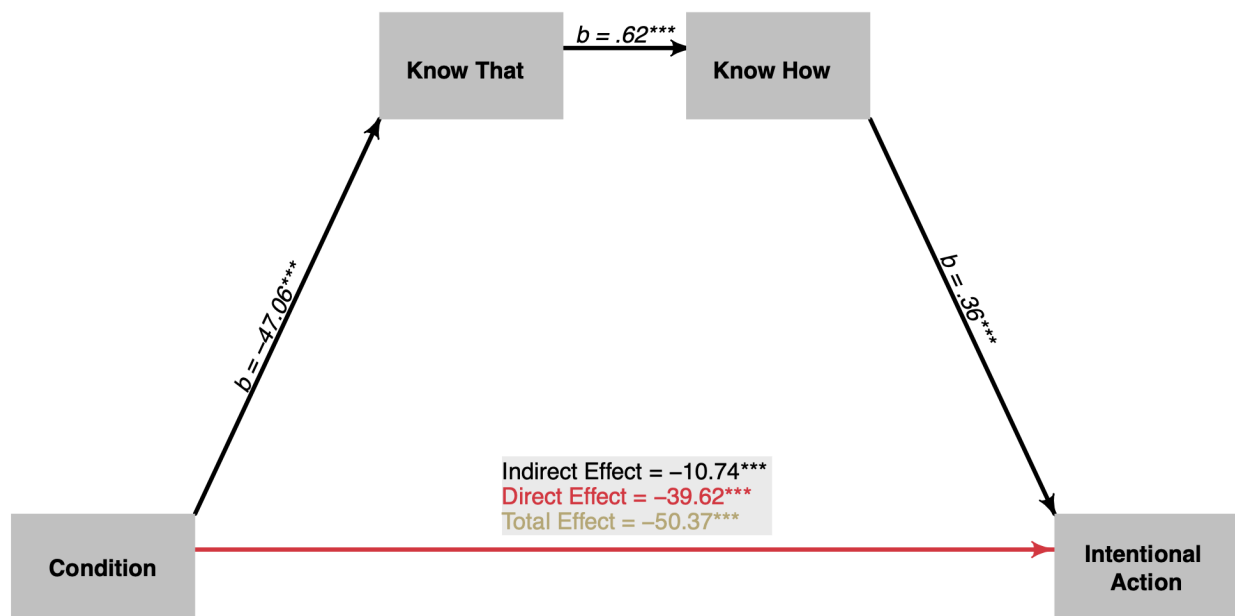 b = .62***
Know That
Know How
b = −47.06***
b = .36***
Indirect Effect = −10.74***
Direct Effect = −39.62***
Total Effect = −50.37***
Condition
Intentional
Action